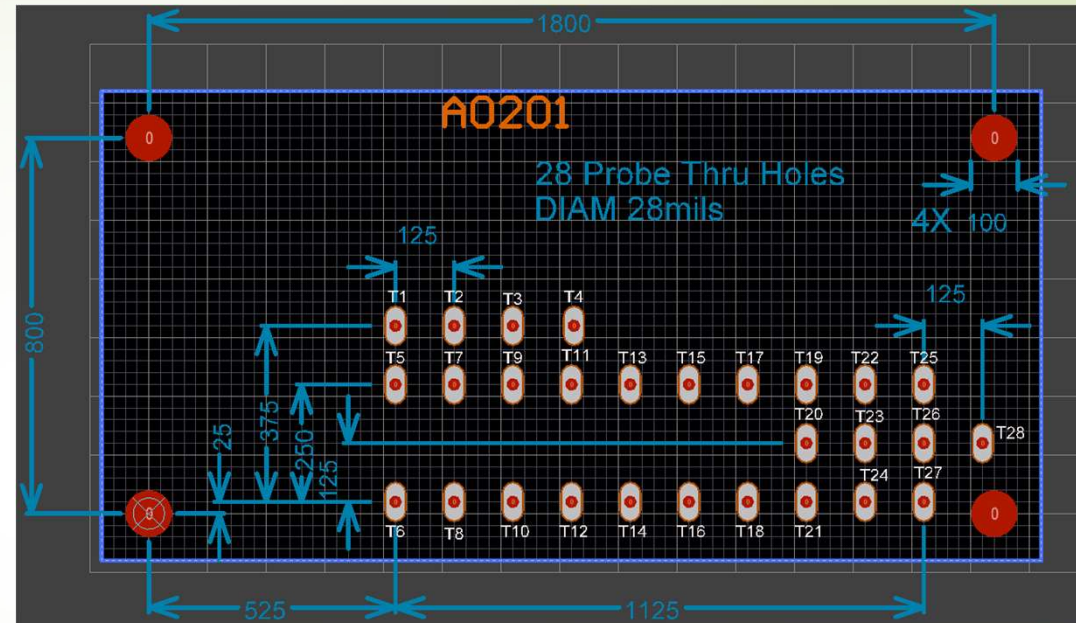 1800
A0201
0
0
28 Probe Thru Holes
DIAM 28mils
4X 100
125
125
800
T1 T2 T3 T4
T5 T7 T9 T11 T13 T15 T17 T19 T22 T25
375
250
25
125
T20 T23 T26 T28
T24 T27
T6 T8 T10 T12 T14 T16 T18 T21
0
0
525
1125